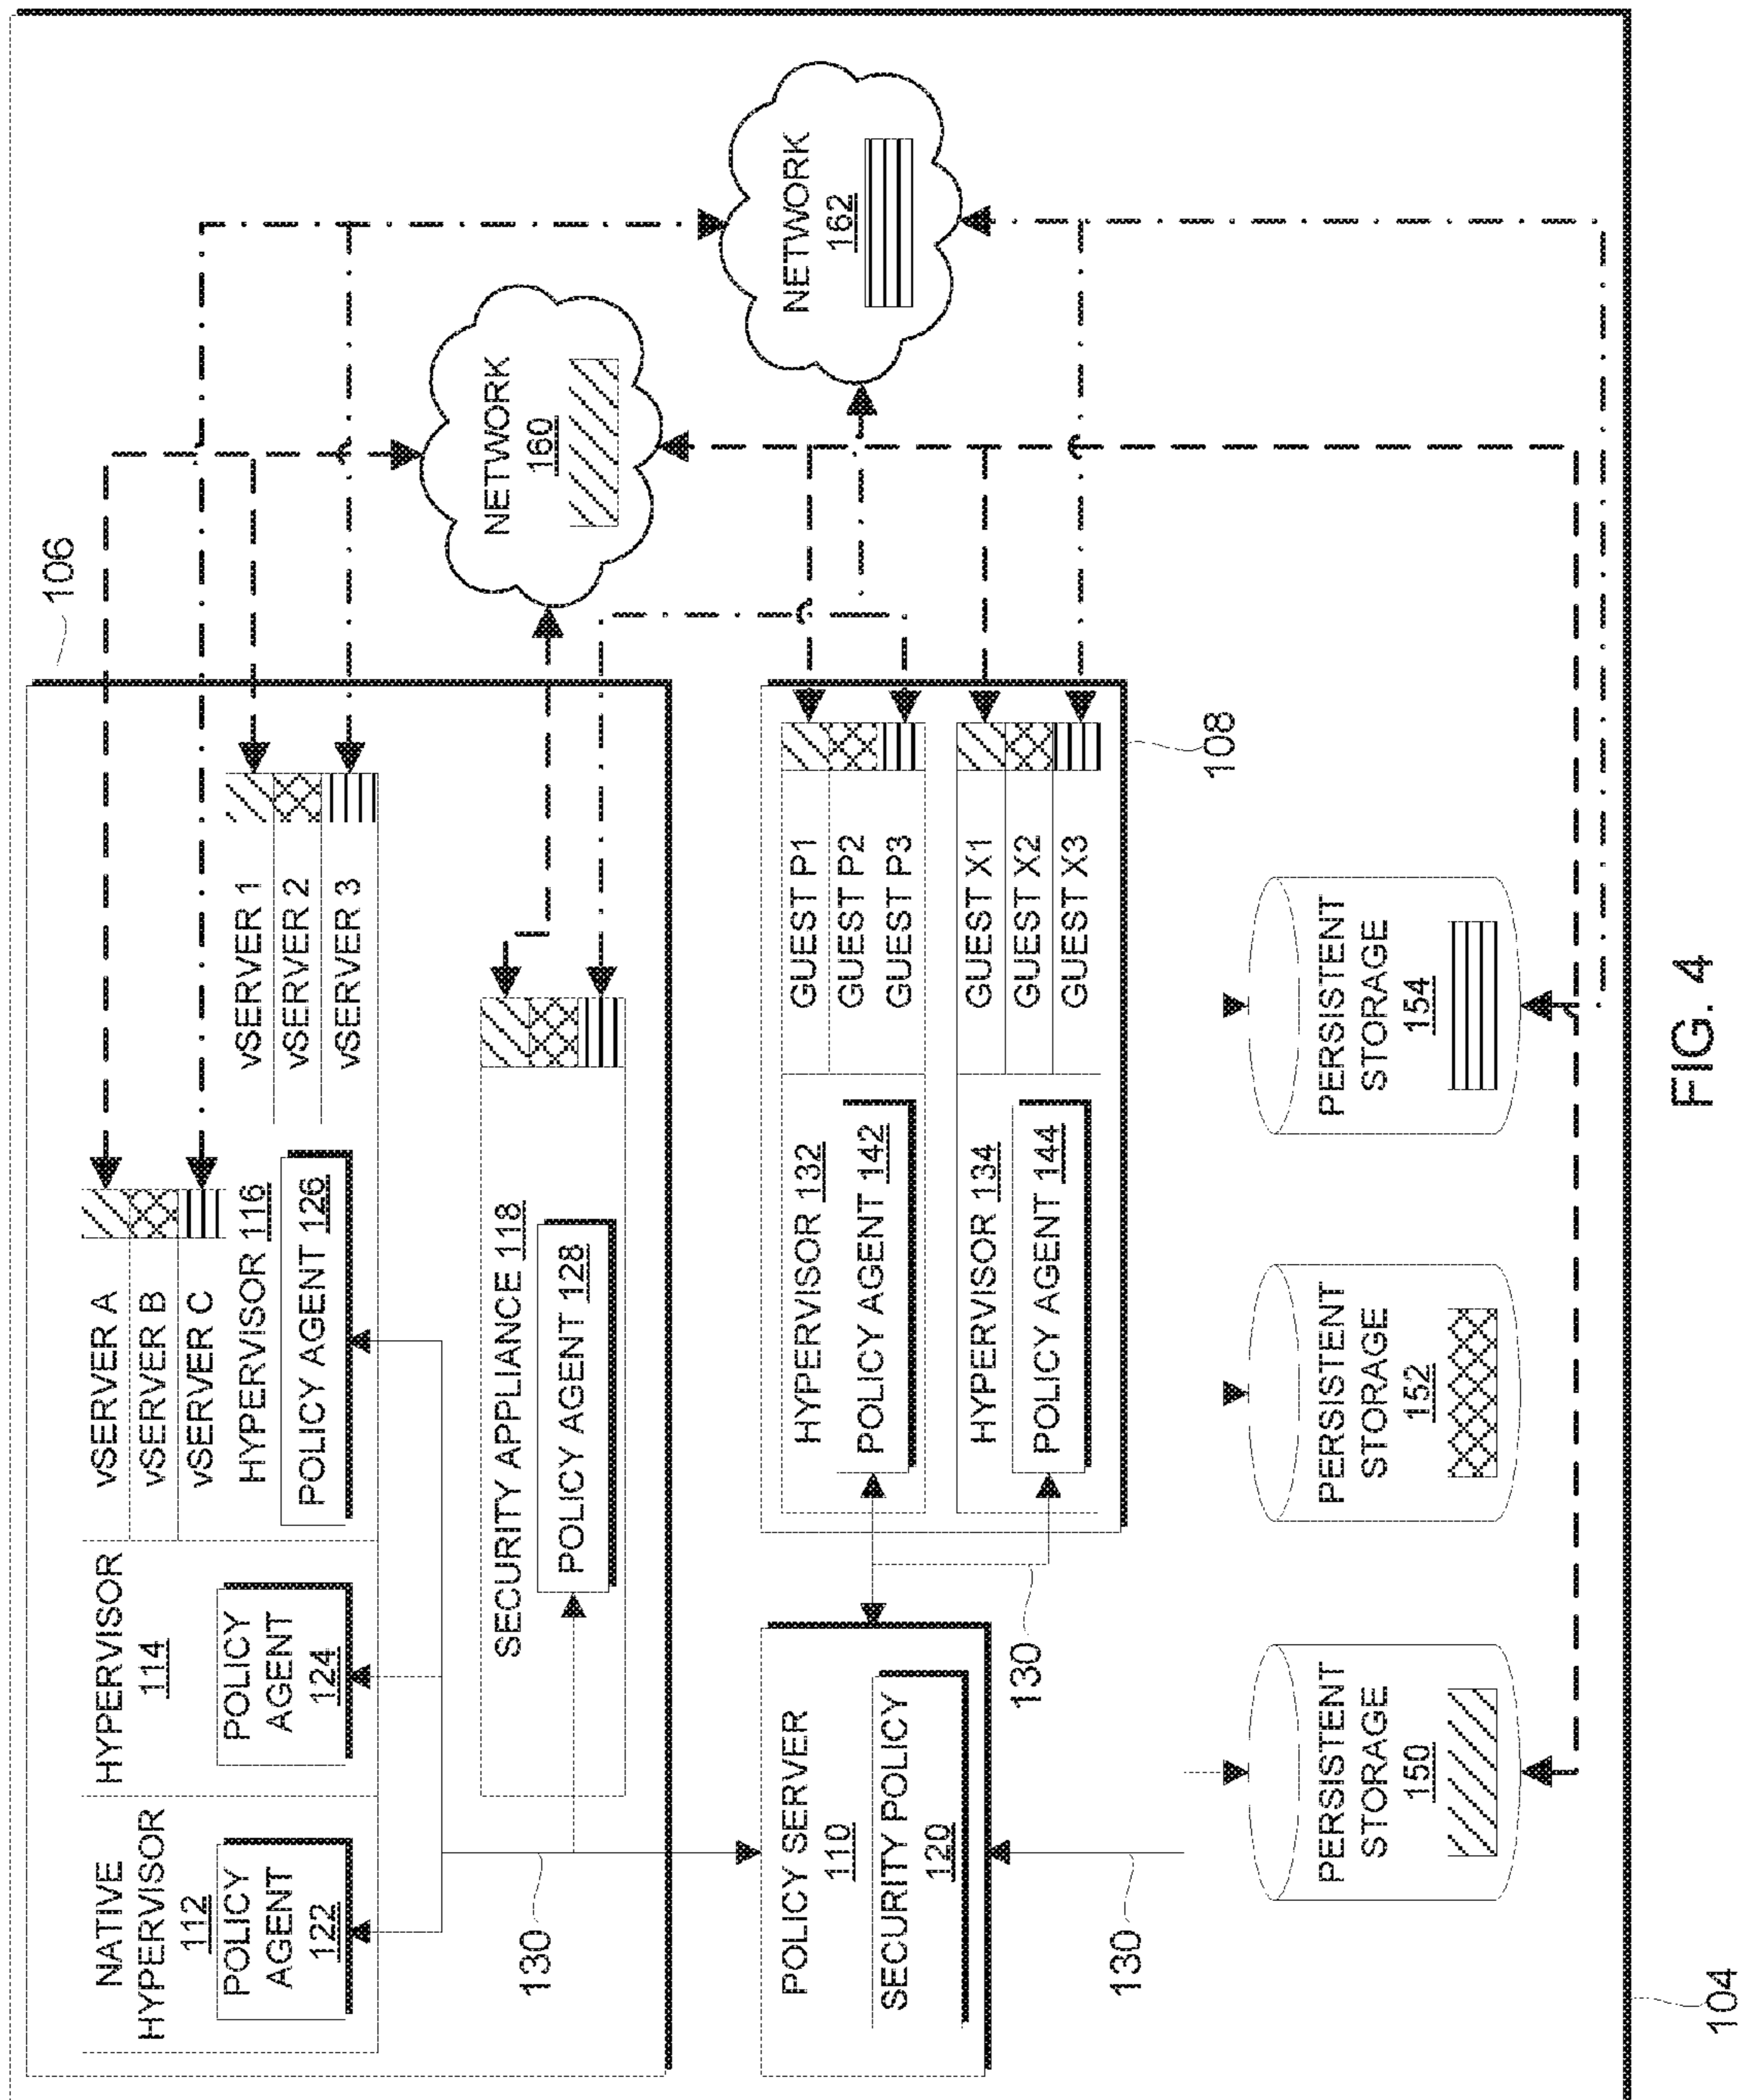 106
NATIVE
HYPERVISOR
112
POLICY
AGENT
122
HYPERVISOR
114
POLICY
AGENT
124
vSERVER A
vSERVER B
vSERVER C
HYPERVISOR 116
POLICY AGENT 126
vSERVER 1
vSERVER 2
vSERVER 3
SECURITY APPLIANCE 118
POLICY AGENT 128
130
NETWORK
160
NETWORK
162
POLICY SERVER
110
SECURITY POLICY
120
130
130
HYPERVISOR 132
POLICY AGENT 142
GUEST P1
GUEST P2
GUEST P3
HYPERVISOR 134
POLICY AGENT 144
GUEST X1
GUEST X2
GUEST X3
108
PERSISTENT
STORAGE
150
PERSISTENT
STORAGE
152
PERSISTENT
STORAGE
154
104
FIG. 4